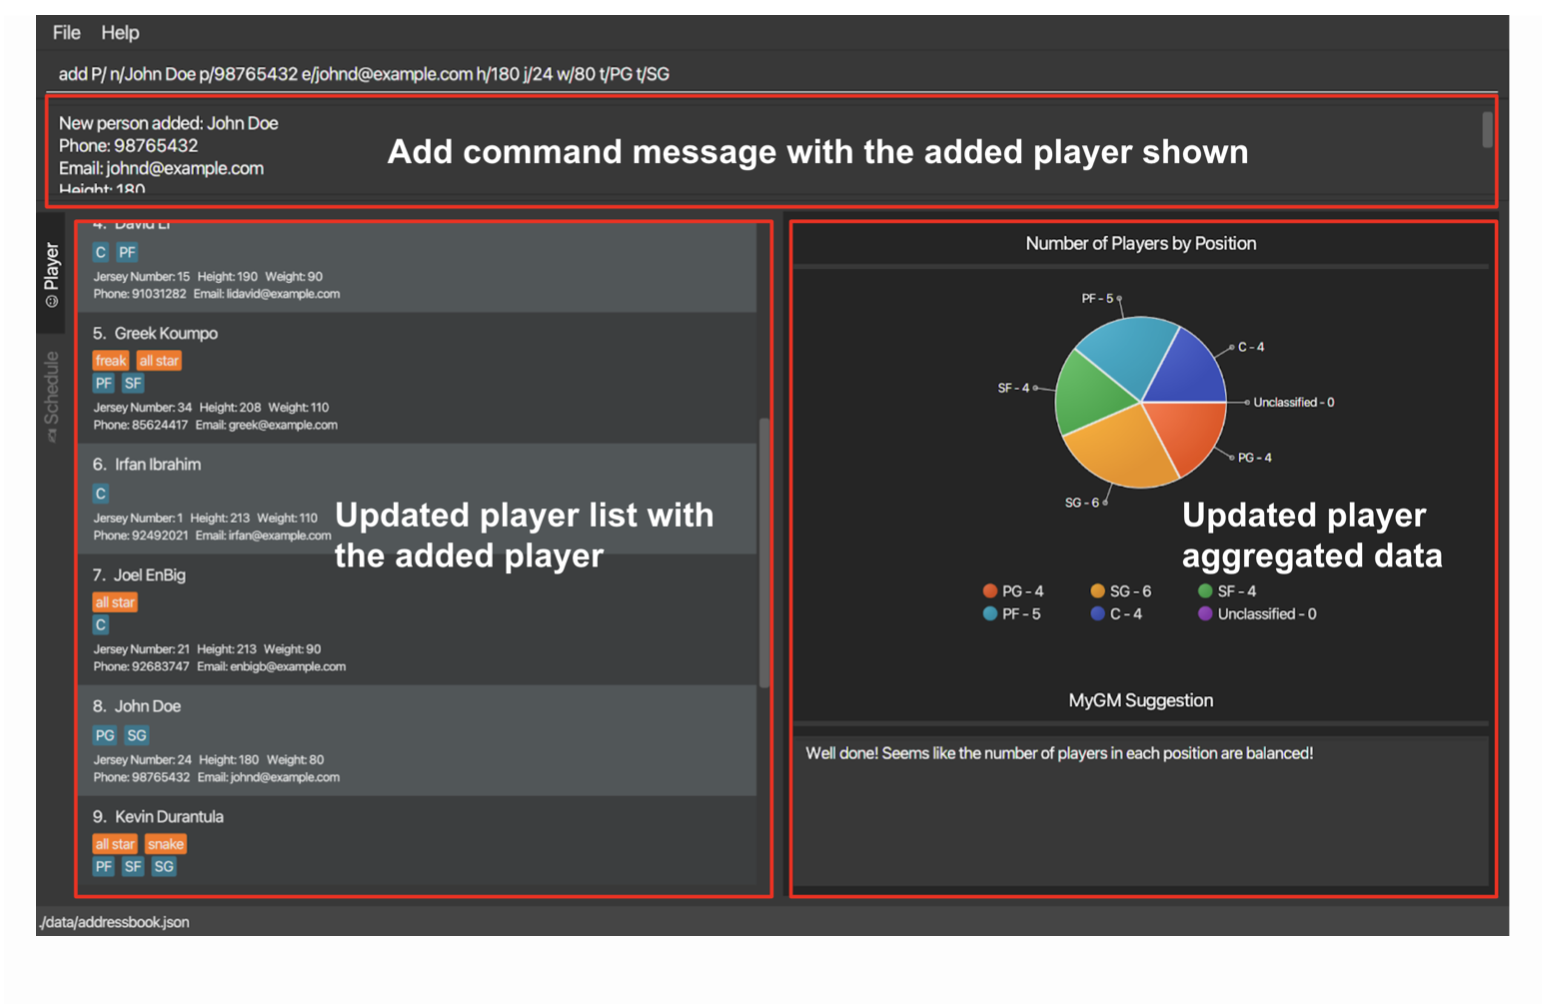 File Help
add P/ n/John Doe p/98765432 e/johnd@example.com h/180 j/24 w/80 t/PG t/SG
New person added: John Doe
Phone: 98765432
Email: johnd@example.com
Height: 180
Add command message with the added player shown
Player
Schedule
4. David Li
C PF
Jersey Number: 15 Height: 190 Weight: 90
Phone: 91031282 Email: lidavid@example.com
5. Greek Koumpo
freak all star
PF SF
Jersey Number: 34 Height: 208 Weight: 110
Phone: 85624417 Email: greek@example.com
6. Irfan Ibrahim
C
Jersey Number: 1 Height: 213 Weight: 110
Phone: 92492021 Email: irfan@example.com
Updated player list with
the added player
7. Joel EnBig
all star
C
Jersey Number: 21 Height: 213 Weight: 90
Phone: 92683747 Email: enbigb@example.com
8. John Doe
PG SG
Jersey Number: 24 Height: 180 Weight: 80
Phone: 98765432 Email: johnd@example.com
9. Kevin Durantula
all star snake
PF SF SG
Number of Players by Position
PF - 5
C - 4
SF - 4
Unclassified - 0
PG - 4
SG - 6
Updated player
aggregated data
PG - 4 SG - 6 SF - 4
PF - 5 C - 4 Unclassified - 0
MyGM Suggestion
Well done! Seems like the number of players in each position are balanced!
./data/addressbook.json